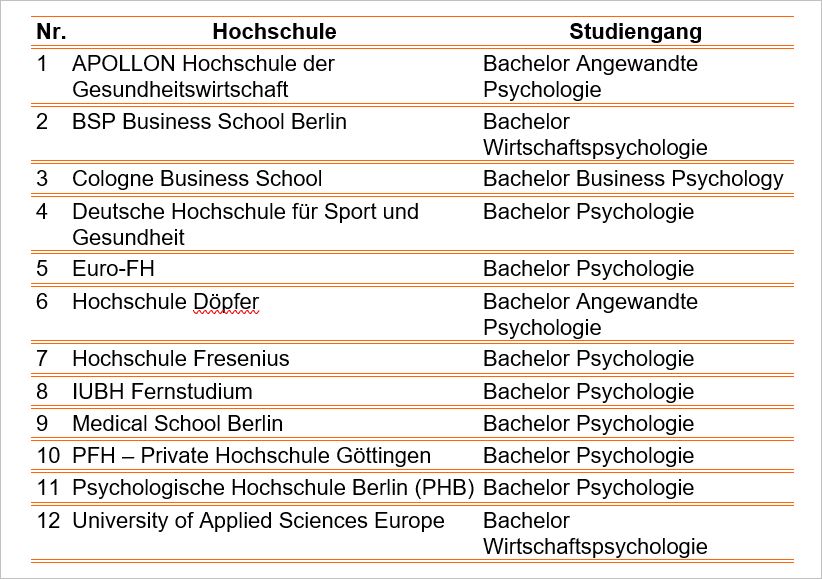 Nr. Hochschule Studiengang
1 APOLLON Hochschule der Bachelor Angewandte
Gesundheitswirtschaft Psychologie
2 BSP Business School Berlin Bachelor
Wirtschaftspsychologie
3 Cologne Business School Bachelor Business Psychology
4 Deutsche Hochschule für Sport und Bachelor Psychologie
Gesundheit
5 Euro-FH Bachelor Psychologie
6 Hochschule Döpfer Bachelor Angewandte
Psychologie
7 Hochschule Fresenius Bachelor Psychologie
8 IUBH Fernstudium Bachelor Psychologie
9 Medical School Berlin Bachelor Psychologie
10 PFH – Private Hochschule Göttingen Bachelor Psychologie
11 Psychologische Hochschule Berlin (PHB) Bachelor Psychologie
12 University of Applied Sciences Europe Bachelor
Wirtschaftspsychologie